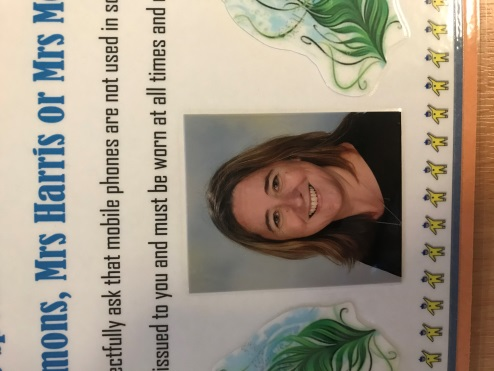 mons, Mrs Harris or Mrs M
ectfully ask that mobile phones are not used in
issued to you and must be worn at all times and